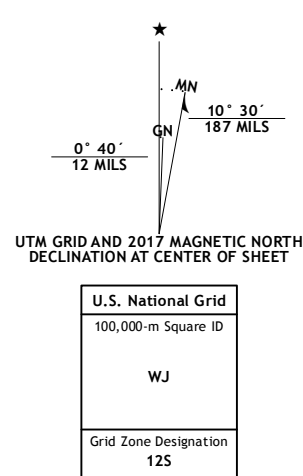 ★
MN
GN
10° 30´
187 MILS
0° 40´
12 MILS
UTM GRID AND 2017 MAGNETIC NORTH
DECLINATION AT CENTER OF SHEET
U.S. National Grid
100,000-m Square ID
WJ
Grid Zone Designation
12S